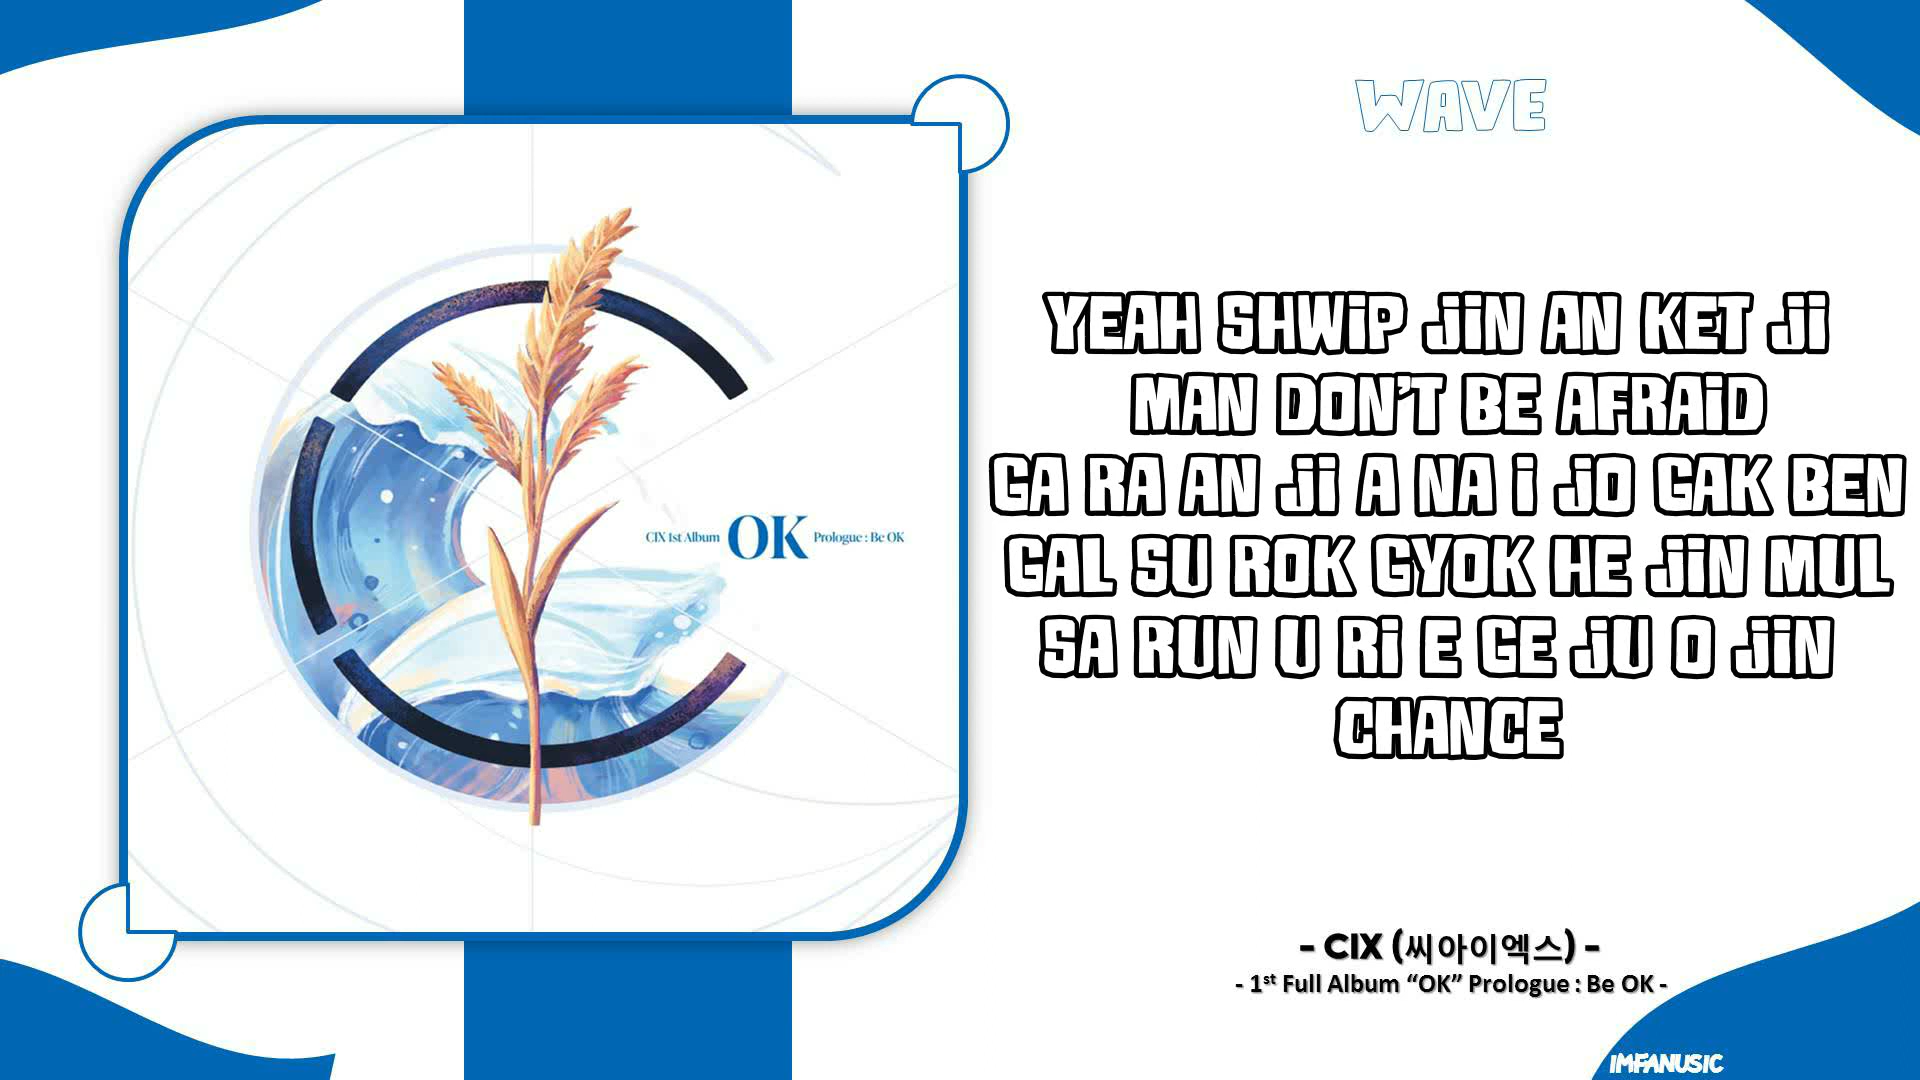 WAVE
CIX 1st Album OK Prologue : Be OK
YEAH SHWIP JIN AN KET JI
MAN DON'T BE AFRAID
GA RA AN JI A NA I JO GAK BEN
GAL SU ROK GYOK HE JIN MUL
SA RUN U RI E GE JU O JIN
CHANCE
- CIX (씨아이엑스) -
- 1st Full Album “OK” Prologue : Be OK -
IMFANUSIC